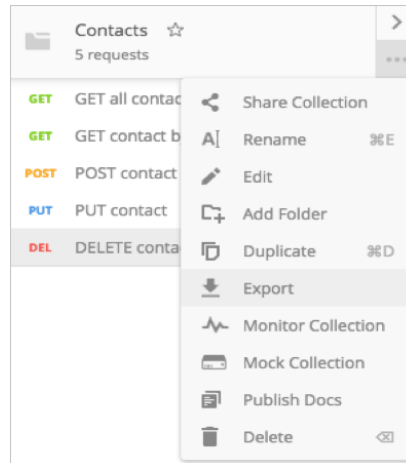 Contacts
5 requests
GET GET all contac
GET GET contact b
POST POST contact
PUT PUT contact
DEL DELETE conta
Share Collection
Rename ⌘E
Edit
Add Folder
Duplicate ⌘D
Export
Monitor Collection
Mock Collection
Publish Docs
Delete ⌫